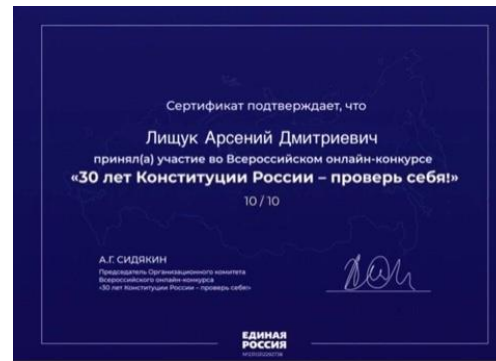 Сертификат подтверждает, что
Лищук Арсений Дмитриевич
принял(а) участие во Всероссийском онлайн-конкурсе
«30 лет Конституции России – проверь себя!»
10 / 10
А.Г. СИДЯКИН
Председатель Организационного комитета
Всероссийского онлайн-конкурса
«30 лет Конституции России – проверь себя»
ЕДИНАЯ
РОССИЯ